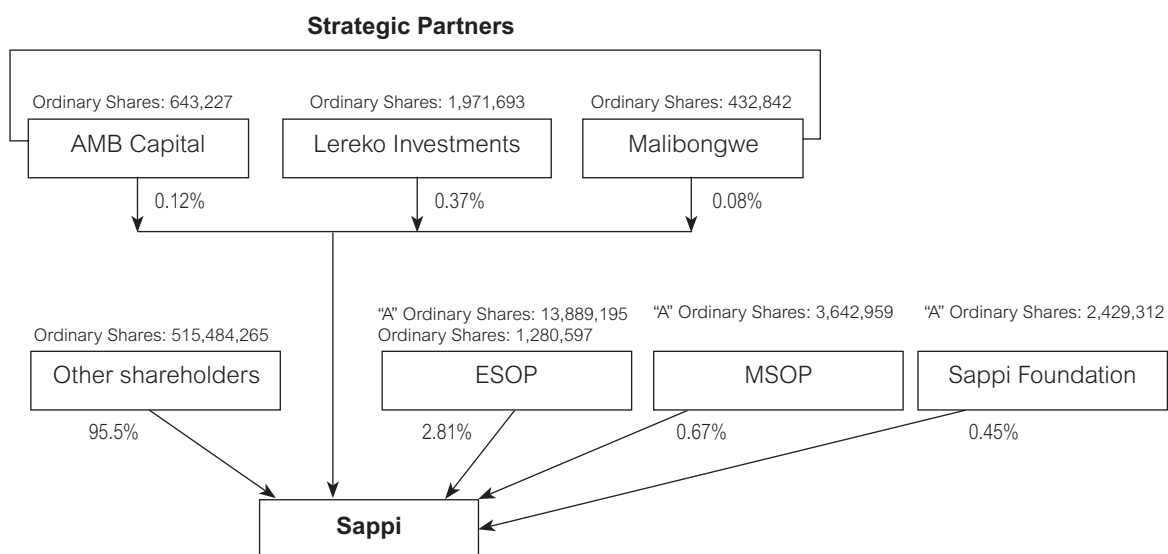 Strategic Partners
Ordinary Shares: 643,227
Ordinary Shares: 1,971,693
Ordinary Shares: 432,842
AMB Capital
Lereko Investments
Malibongwe
0.12%
0.37%
0.08%
“A” Ordinary Shares: 13,889,195
“A” Ordinary Shares: 3,642,959
“A” Ordinary Shares: 2,429,312
Ordinary Shares: 515,484,265
Ordinary Shares: 1,280,597
Other shareholders
ESOP
MSOP
Sappi Foundation
95.5%
2.81%
0.67%
0.45%
Sappi